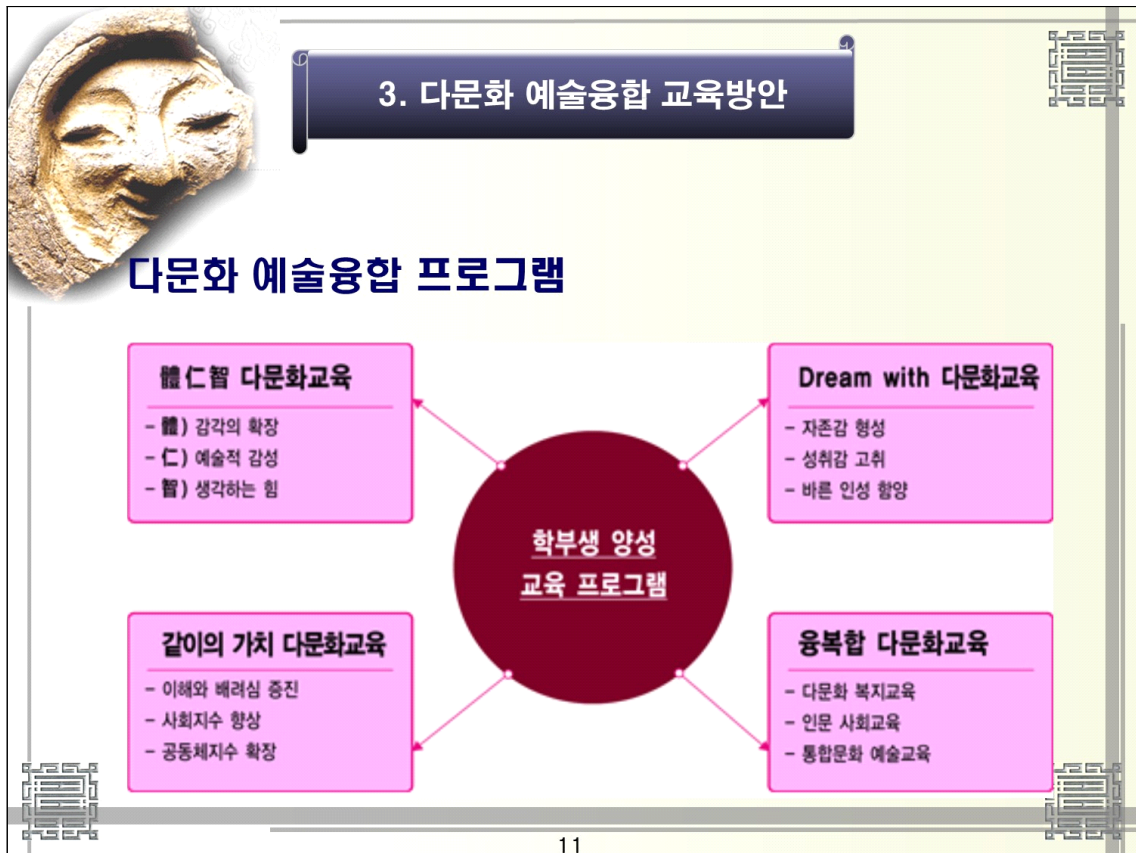 3. 다문화 예술융합 교육방안
다문화 예술융합 프로그램
體仁智 다문화교육
- 體) 감각의 확장
- 仁) 예술적 감성
- 智) 생각하는 힘
Dream with 다문화교육
- 자존감 형성
- 성취감 고취
- 바른 인성 함양
학부생 양성
교육 프로그램
같이의 가치 다문화교육
- 이해와 배려심 증진
- 사회지수 향상
- 공동체지수 확장
융복합 다문화교육
- 다문화 복지교육
- 인문 사회교육
- 통합문화 예술교육
11